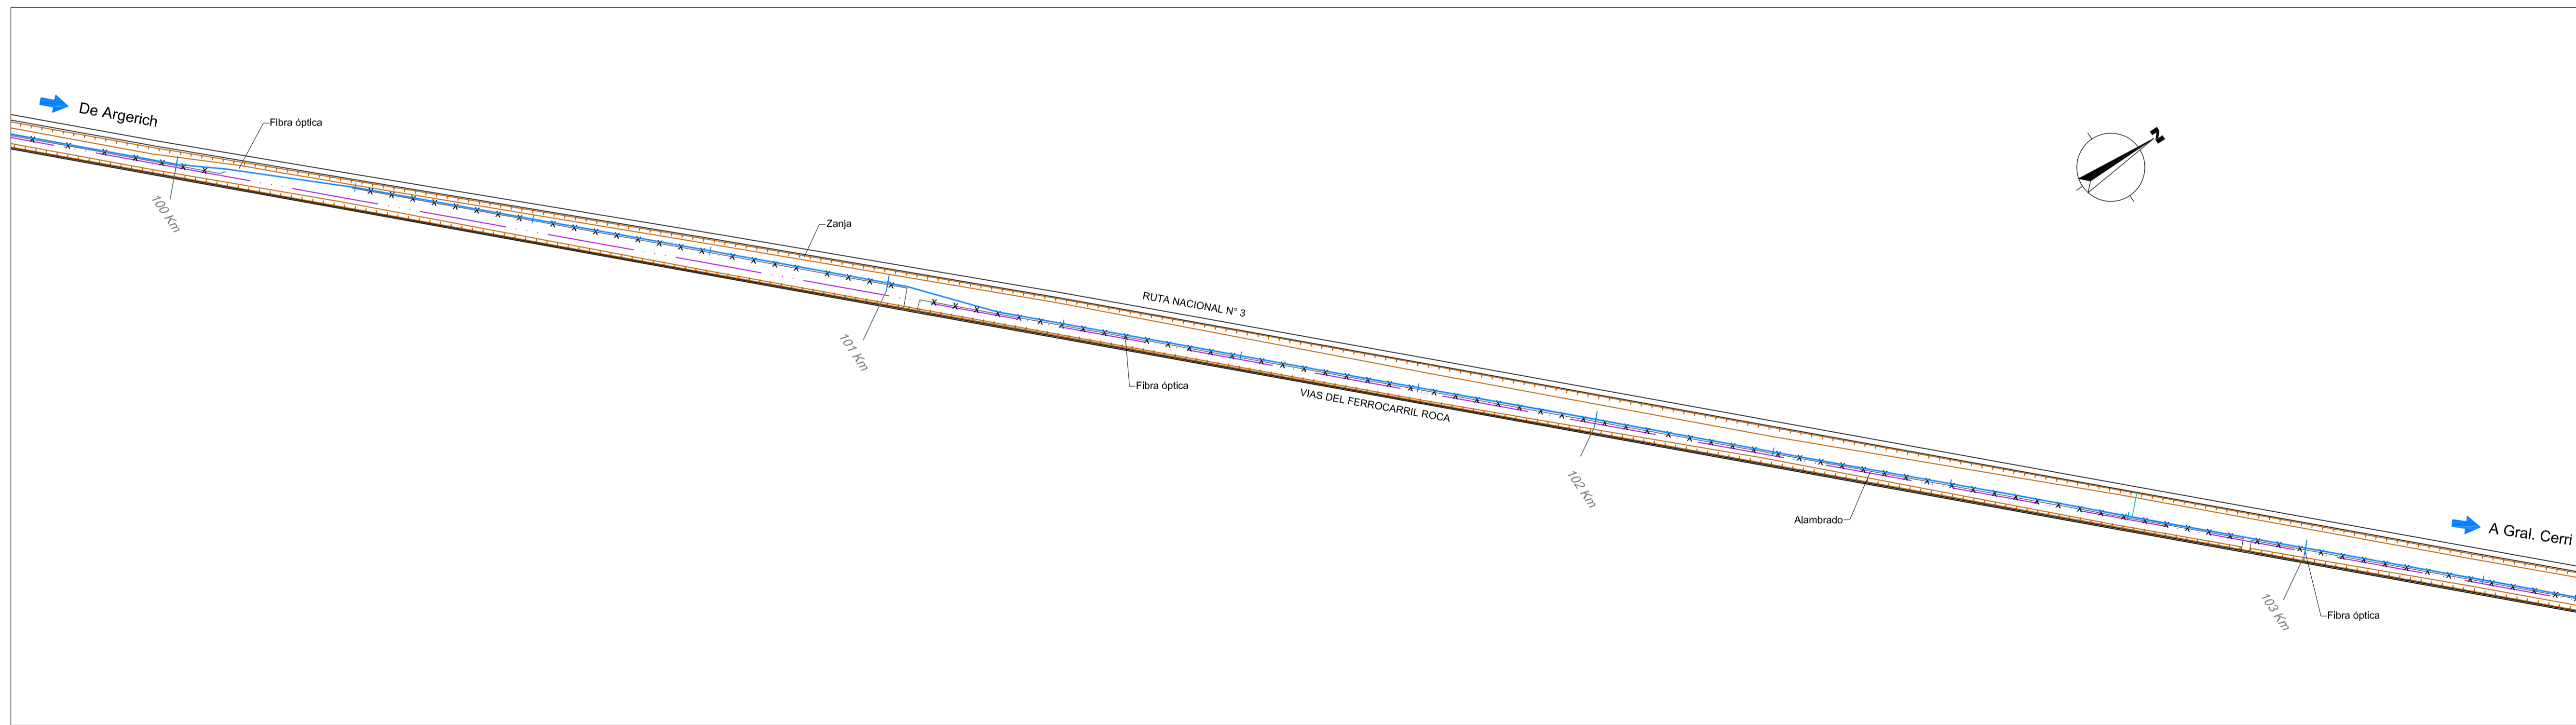 De Argerich
Fibra óptica
N
100 Km
Zanja
RUTA NACIONAL N° 3
101 Km
Fibra óptica
VIAS DEL FERROCARRIL ROCA
102 Km
Alambrado
A Gral. Cerri
103 Km
Fibra óptica